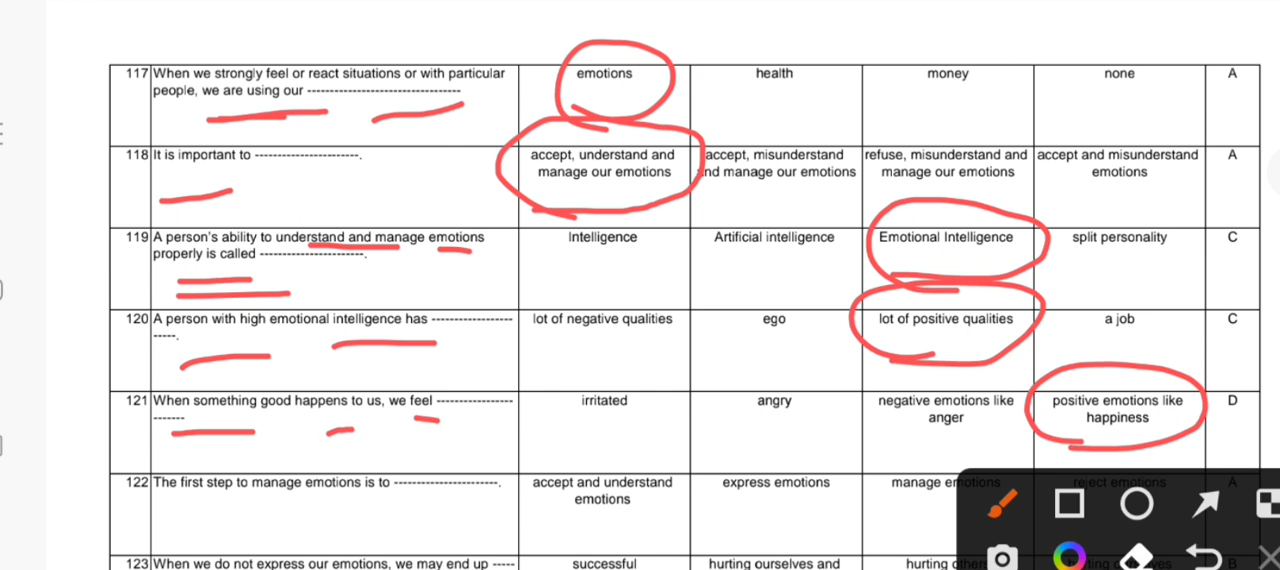 117 When we strongly feel or react situations or with particular people, we are using our ---------------------------------- emotions health money none A
118 It is important to -----------------------. accept, understand and manage our emotions accept, misunderstand and manage our emotions refuse, misunderstand and manage our emotions accept and misunderstand emotions A
119 A person's ability to understand and manage emotions properly is called -----------------------. Intelligence Artificial intelligence Emotional Intelligence split personality C
120 A person with high emotional intelligence has ----------------------- . lot of negative qualities ego lot of positive qualities a job C
121 When something good happens to us, we feel ------------------------ irritated angry negative emotions like anger positive emotions like happiness D
122 The first step to manage emotions is to -----------------------. accept and understand emotions express emotions manage emotions reject emotions A
123 When we do not express our emotions, we may end up ----- successful hurting ourselves and hurting others B